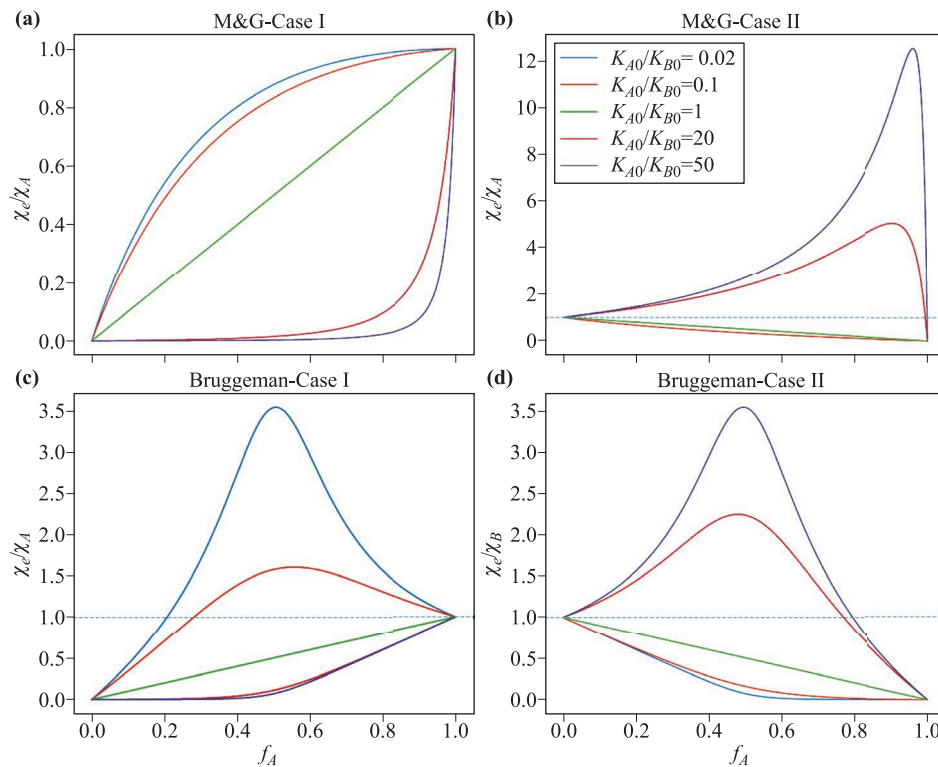 (a) M&G-Case I
1.0
0.8
0.6
0.4
0.2
0.0
χe/χA
(b) M&G-Case II
12
10
8
6
4
2
0
χe/χA
KA0/KB0= 0.02
KA0/KB0=0.1
KA0/KB0=1
KA0/KB0=20
KA0/KB0=50
(c) Bruggeman-Case I
3.5
3.0
2.5
2.0
1.5
1.0
0.5
0.0
χe/χA
0.0 0.2 0.4 0.6 0.8 1.0
fA
(d) Bruggeman-Case II
3.5
3.0
2.5
2.0
1.5
1.0
0.5
0.0
χe/χB
0.0 0.2 0.4 0.6 0.8 1.0
fA